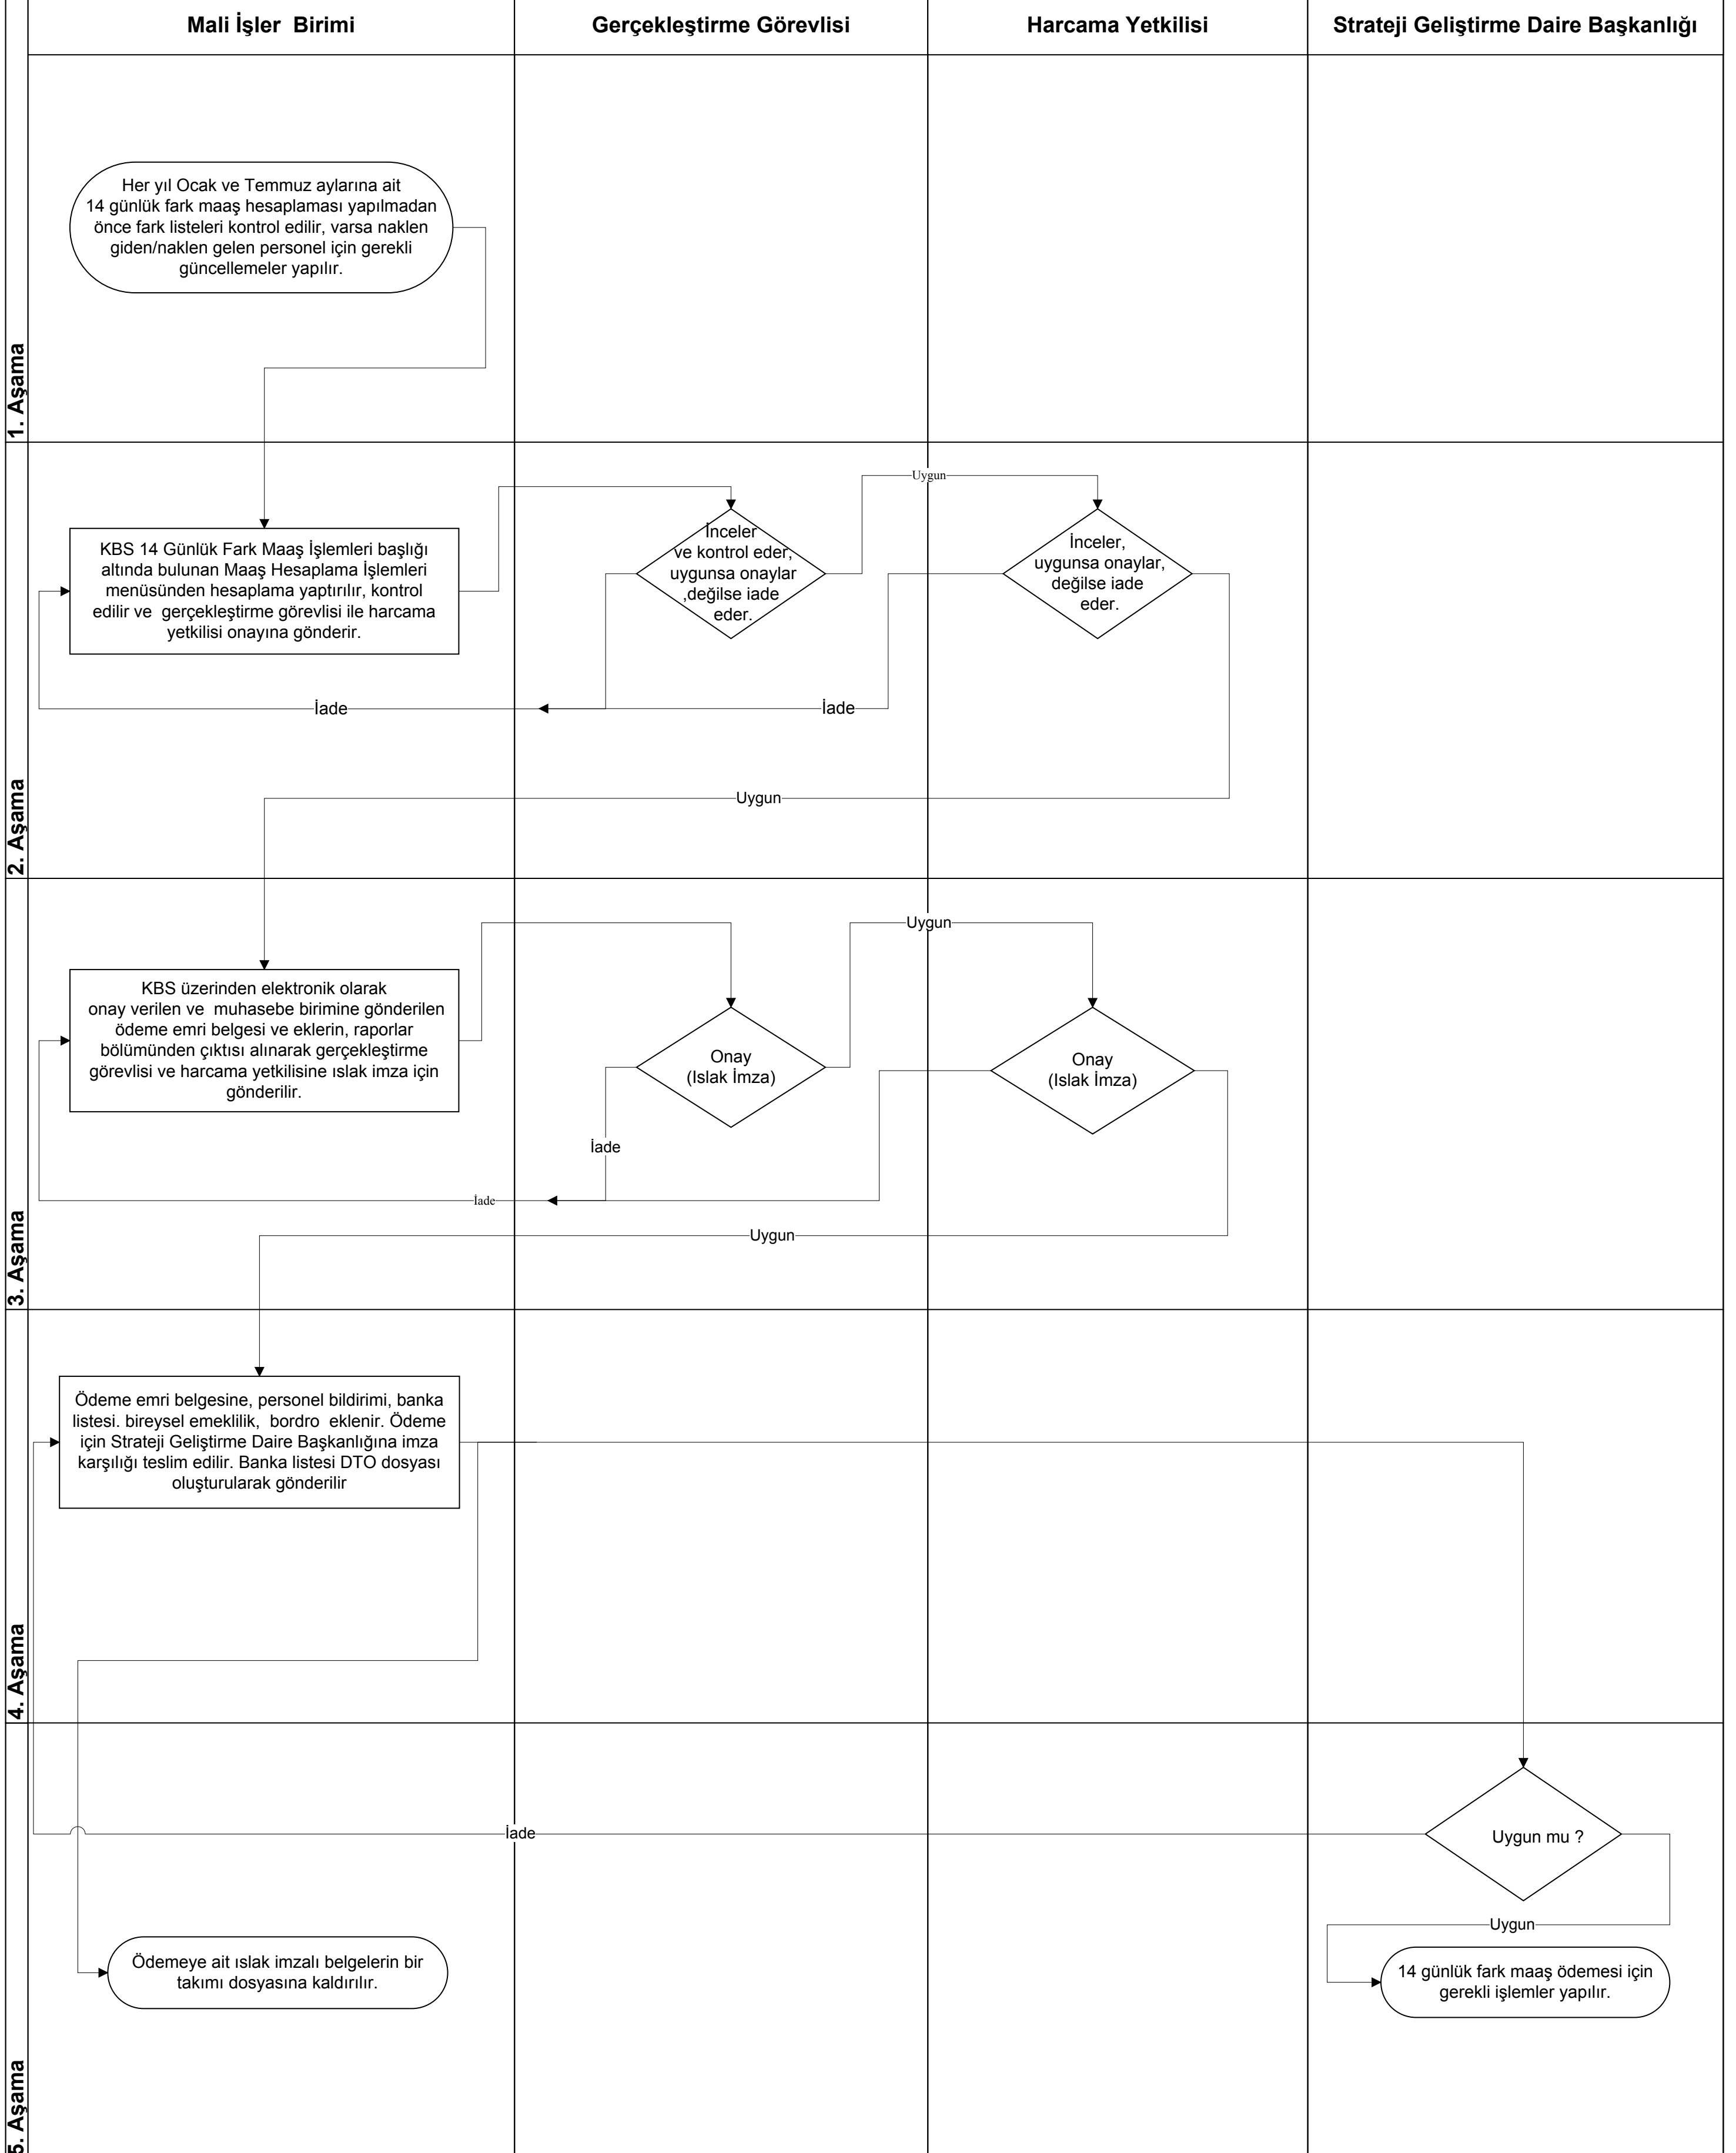 Mali İşler  Birimi
Gerçekleştirme Görevlisi
Harcama Yetkilisi
Strateji Geliştirme Daire Başkanlığı
1. Aşama
Her yıl Ocak ve Temmuz aylarına ait
14 günlük fark maaş hesaplaması yapılmadan
önce fark listeleri kontrol edilir, varsa naklen
giden/naklen gelen personel için gerekli
güncellemeler yapılır.
2. Aşama
KBS 14 Günlük Fark Maaş İşlemleri başlığı
altında bulunan Maaş Hesaplama İşlemleri
menüsünden hesaplama yaptırılır, kontrol
edilir ve  gerçekleştirme görevlisi ile harcama
yetkilisi onayına gönderir.
İnceler
ve kontrol eder,
uygunsa onaylar
,değilse iade
eder.
Uygun
İnceler,
uygunsa onaylar,
değilse iade
eder.
İade
İade
Uygun
3. Aşama
KBS üzerinden elektronik olarak
onay verilen ve  muhasebe birimine gönderilen
ödeme emri belgesi ve eklerin, raporlar
bölümünden çıktısı alınarak gerçekleştirme
görevlisi ve harcama yetkilisine ıslak imza için
gönderilir.
Onay
(Islak İmza)
Uygun
Onay
(Islak İmza)
İade
İade
Uygun
4. Aşama
Ödeme emri belgesine, personel bildirimi, banka
listesi. bireysel emeklilik,  bordro  eklenir. Ödeme
için Strateji Geliştirme Daire Başkanlığına imza
karşılığı teslim edilir. Banka listesi DTO dosyası
oluşturularak gönderilir
5. Aşama
Uygun mu ?
İade
Uygun
Ödemeye ait ıslak imzalı belgelerin bir
takımı dosyasına kaldırılır.
14 günlük fark maaş ödemesi için
gerekli işlemler yapılır.